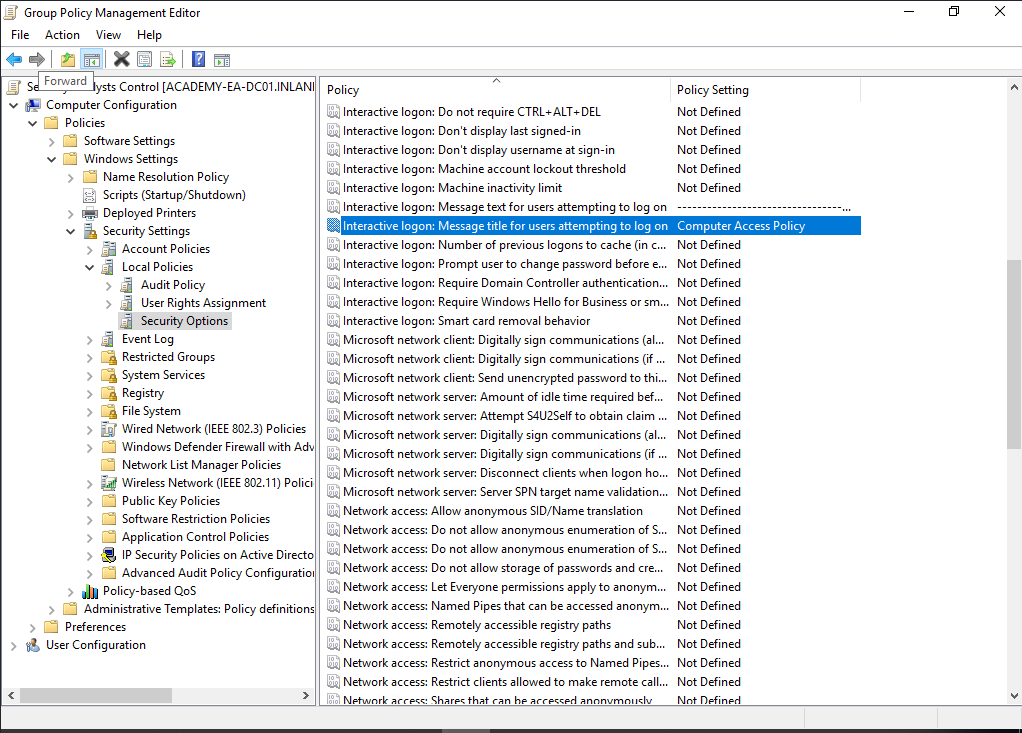 Group Policy Management Editor
File Action View Help
Forward
Computer Configuration
Policies
Software Settings
Windows Settings
Name Resolution Policy
Scripts (Startup/Shutdown)
Deployed Printers
Security Settings
Account Policies
Local Policies
Audit Policy
User Rights Assignment
Security Options
Event Log
Restricted Groups
System Services
Registry
File System
Wired Network (IEEE 802.3) Policies
Windows Defender Firewall with Adv
Network List Manager Policies
Wireless Network (IEEE 802.11) Polici
Public Key Policies
Software Restriction Policies
Application Control Policies
IP Security Policies on Active Directo
Advanced Audit Policy Configuration
Policy-based QoS
Administrative Templates: Policy definitions
Preferences
User Configuration
Policy Policy Setting
Interactive logon: Do not require CTRL+ALT+DEL Not Defined
Interactive logon: Don't display last signed-in Not Defined
Interactive logon: Don't display username at sign-in Not Defined
Interactive logon: Machine account lockout threshold Not Defined
Interactive logon: Machine inactivity limit Not Defined
Interactive logon: Message text for users attempting to log on ---------------------------------...
Interactive logon: Message title for users attempting to log on Computer Access Policy
Interactive logon: Number of previous logons to cache (in c... Not Defined
Interactive logon: Prompt user to change password before e... Not Defined
Interactive logon: Require Domain Controller authentication... Not Defined
Interactive logon: Require Windows Hello for Business or sm... Not Defined
Interactive logon: Smart card removal behavior Not Defined
Microsoft network client: Digitally sign communications (al... Not Defined
Microsoft network client: Digitally sign communications (if ... Not Defined
Microsoft network client: Send unencrypted password to thi... Not Defined
Microsoft network server: Amount of idle time required bef... Not Defined
Microsoft network server: Attempt S4U2Self to obtain claim ... Not Defined
Microsoft network server: Digitally sign communications (al... Not Defined
Microsoft network server: Digitally sign communications (if ... Not Defined
Microsoft network server: Disconnect clients when logon ho... Not Defined
Microsoft network server: Server SPN target name validation... Not Defined
Network access: Allow anonymous SID/Name translation Not Defined
Network access: Do not allow anonymous enumeration of S... Not Defined
Network access: Do not allow anonymous enumeration of S... Not Defined
Network access: Do not allow storage of passwords and cre... Not Defined
Network access: Let Everyone permissions apply to anonym... Not Defined
Network access: Named Pipes that can be accessed anonym... Not Defined
Network access: Remotely accessible registry paths Not Defined
Network access: Remotely accessible registry paths and sub... Not Defined
Network access: Restrict anonymous access to Named Pipes... Not Defined
Network access: Restrict clients allowed to make remote call... Not Defined
Network access: Shares that can be accessed anonymously Not Defined